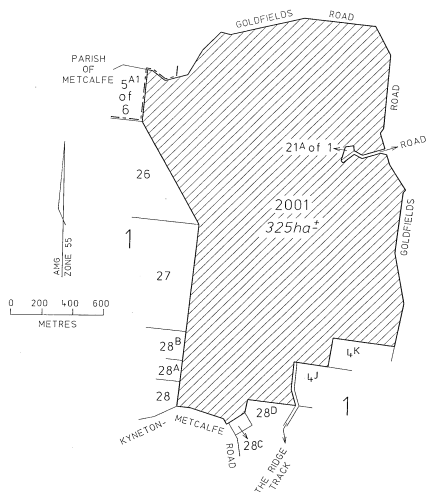 GOLDFIELDS ROAD
PARISH
OF
METCALFE
5A1
of
6
1
ROAD
21A of 1
ROAD
26
2001
325ha±
GOLDFIELDS
AMG
ZONE 55
1
27
0 200 400 600
METRES
28B
28A
28
4K
4J
28D
1
KYNETON- METCALFE
ROAD
28C
THE RIDGE
TRACK